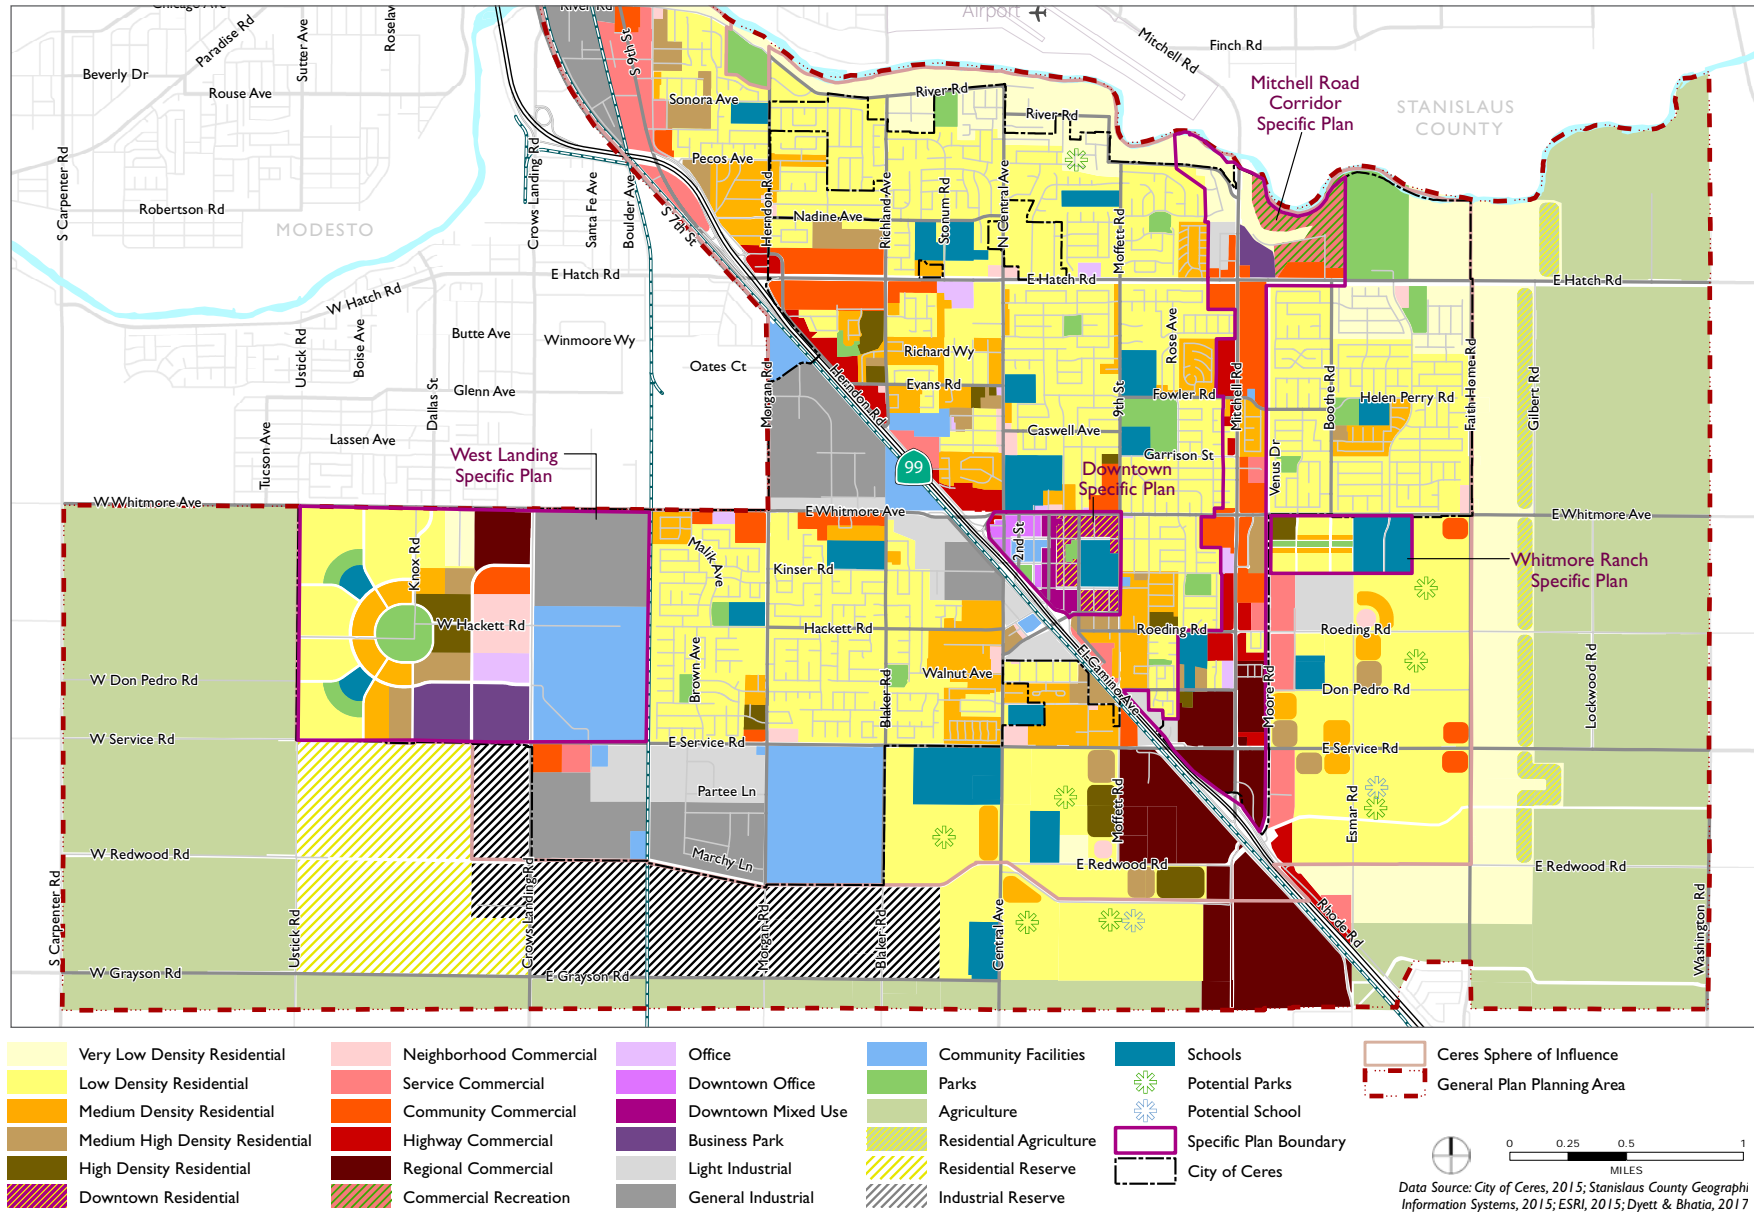 Chicago Ave
River Rd
Airport
Roselav
Sutter Ave
Paradise Rd
S 9th St
Mitchell Rd
Finch Rd
Beverly Dr
Rouse Ave
Mitchell Road
Corridor
Specific Plan
STANISLAUS
COUNTY
Sonora Ave
River Rd
River Rd
S Carpenter Rd
Crows Landing Rd
Pecos Ave
Santa Fe Ave
Boulder Ave
Herndon Rd
Richland Ave
Stonum Rd
N Central Ave
Moffett Rd
Robertson Rd
MODESTO
S 7th St
Nadine Ave
E Hatch Rd
E Hatch Rd
E Hatch Rd
W Hatch Rd
Ustick Rd
Boise Ave
Butte Ave
Winmoore Wy
Oates Ct
Richard Wy
Rose Ave
Dallas St
Glenn Ave
Morgan Rd
Herndon Rd
Evans Rd
9th St
Fowler Rd
Mitchell Rd
Boothe Rd
Helen Perry Rd
Faith Home Rd
Gilbert Rd
Tucson Ave
Lassen Ave
Caswell Ave
Garrison St
Venus Dr
West Landing
Specific Plan
99
Downtown
Specific Plan
W Whitmore Ave
E Whitmore Ave
E Whitmore Ave
Knox Rd
Malik Ave
Kinser Rd
2nd St
Whitmore Ranch
Specific Plan
W Hackett Rd
Hackett Rd
Roeding Rd
Roeding Rd
Brown Ave
Blaker Rd
Walnut Ave
El Camino Ave
Moore Rd
Lockwood Rd
W Don Pedro Rd
Don Pedro Rd
W Service Rd
E Service Rd
E Service Rd
Partee Ln
Moffett Rd
Esmar Rd
W Redwood Rd
Marchy Ln
E Redwood Rd
E Redwood Rd
S Carpenter Rd
Ustick Rd
Crows Landing Rd
Morgan Rd
Blaker Rd
Central Ave
Rhode Rd
Washington Rd
W Grayson Rd
E Grayson Rd
Very Low Density Residential
Low Density Residential
Medium Density Residential
Medium High Density Residential
High Density Residential
Downtown Residential
Neighborhood Commercial
Service Commercial
Community Commercial
Highway Commercial
Regional Commercial
Commercial Recreation
Office
Downtown Office
Downtown Mixed Use
Business Park
Light Industrial
General Industrial
Community Facilities
Parks
Agriculture
Residential Agriculture
Residential Reserve
Industrial Reserve
Schools
Potential Parks
Potential School
Specific Plan Boundary
City of Ceres
Ceres Sphere of Influence
General Plan Planning Area
0 0.25 0.5 1
MILES
Data Source: City of Ceres, 2015; Stanislaus County Geographi
Information Systems, 2015; ESRI, 2015; Dyett & Bhatia, 2017